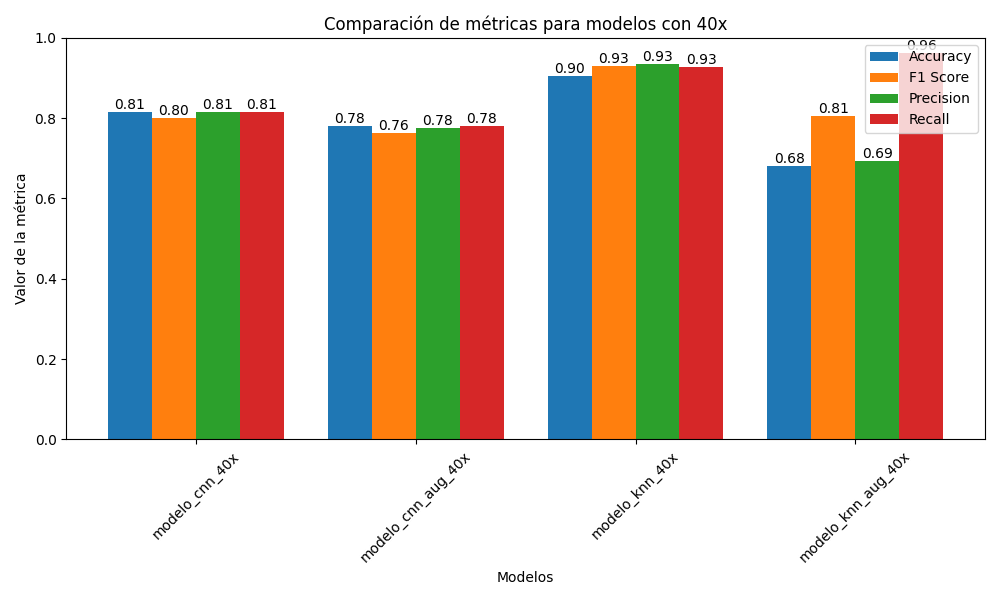 Comparación de métricas para modelos con 40x
Valor de la métrica
1.0
0.8
0.6
0.4
0.2
0.0
0.81 0.80 0.81 0.81
0.78 0.76 0.78 0.78
0.90 0.93 0.93 0.93
0.68 0.81 0.69 0.96
Accuracy
F1 Score
Precision
Recall
modelo_cnn_40x
modelo_cnn_aug_40x
modelo_knn_40x
modelo_knn_aug_40x
Modelos